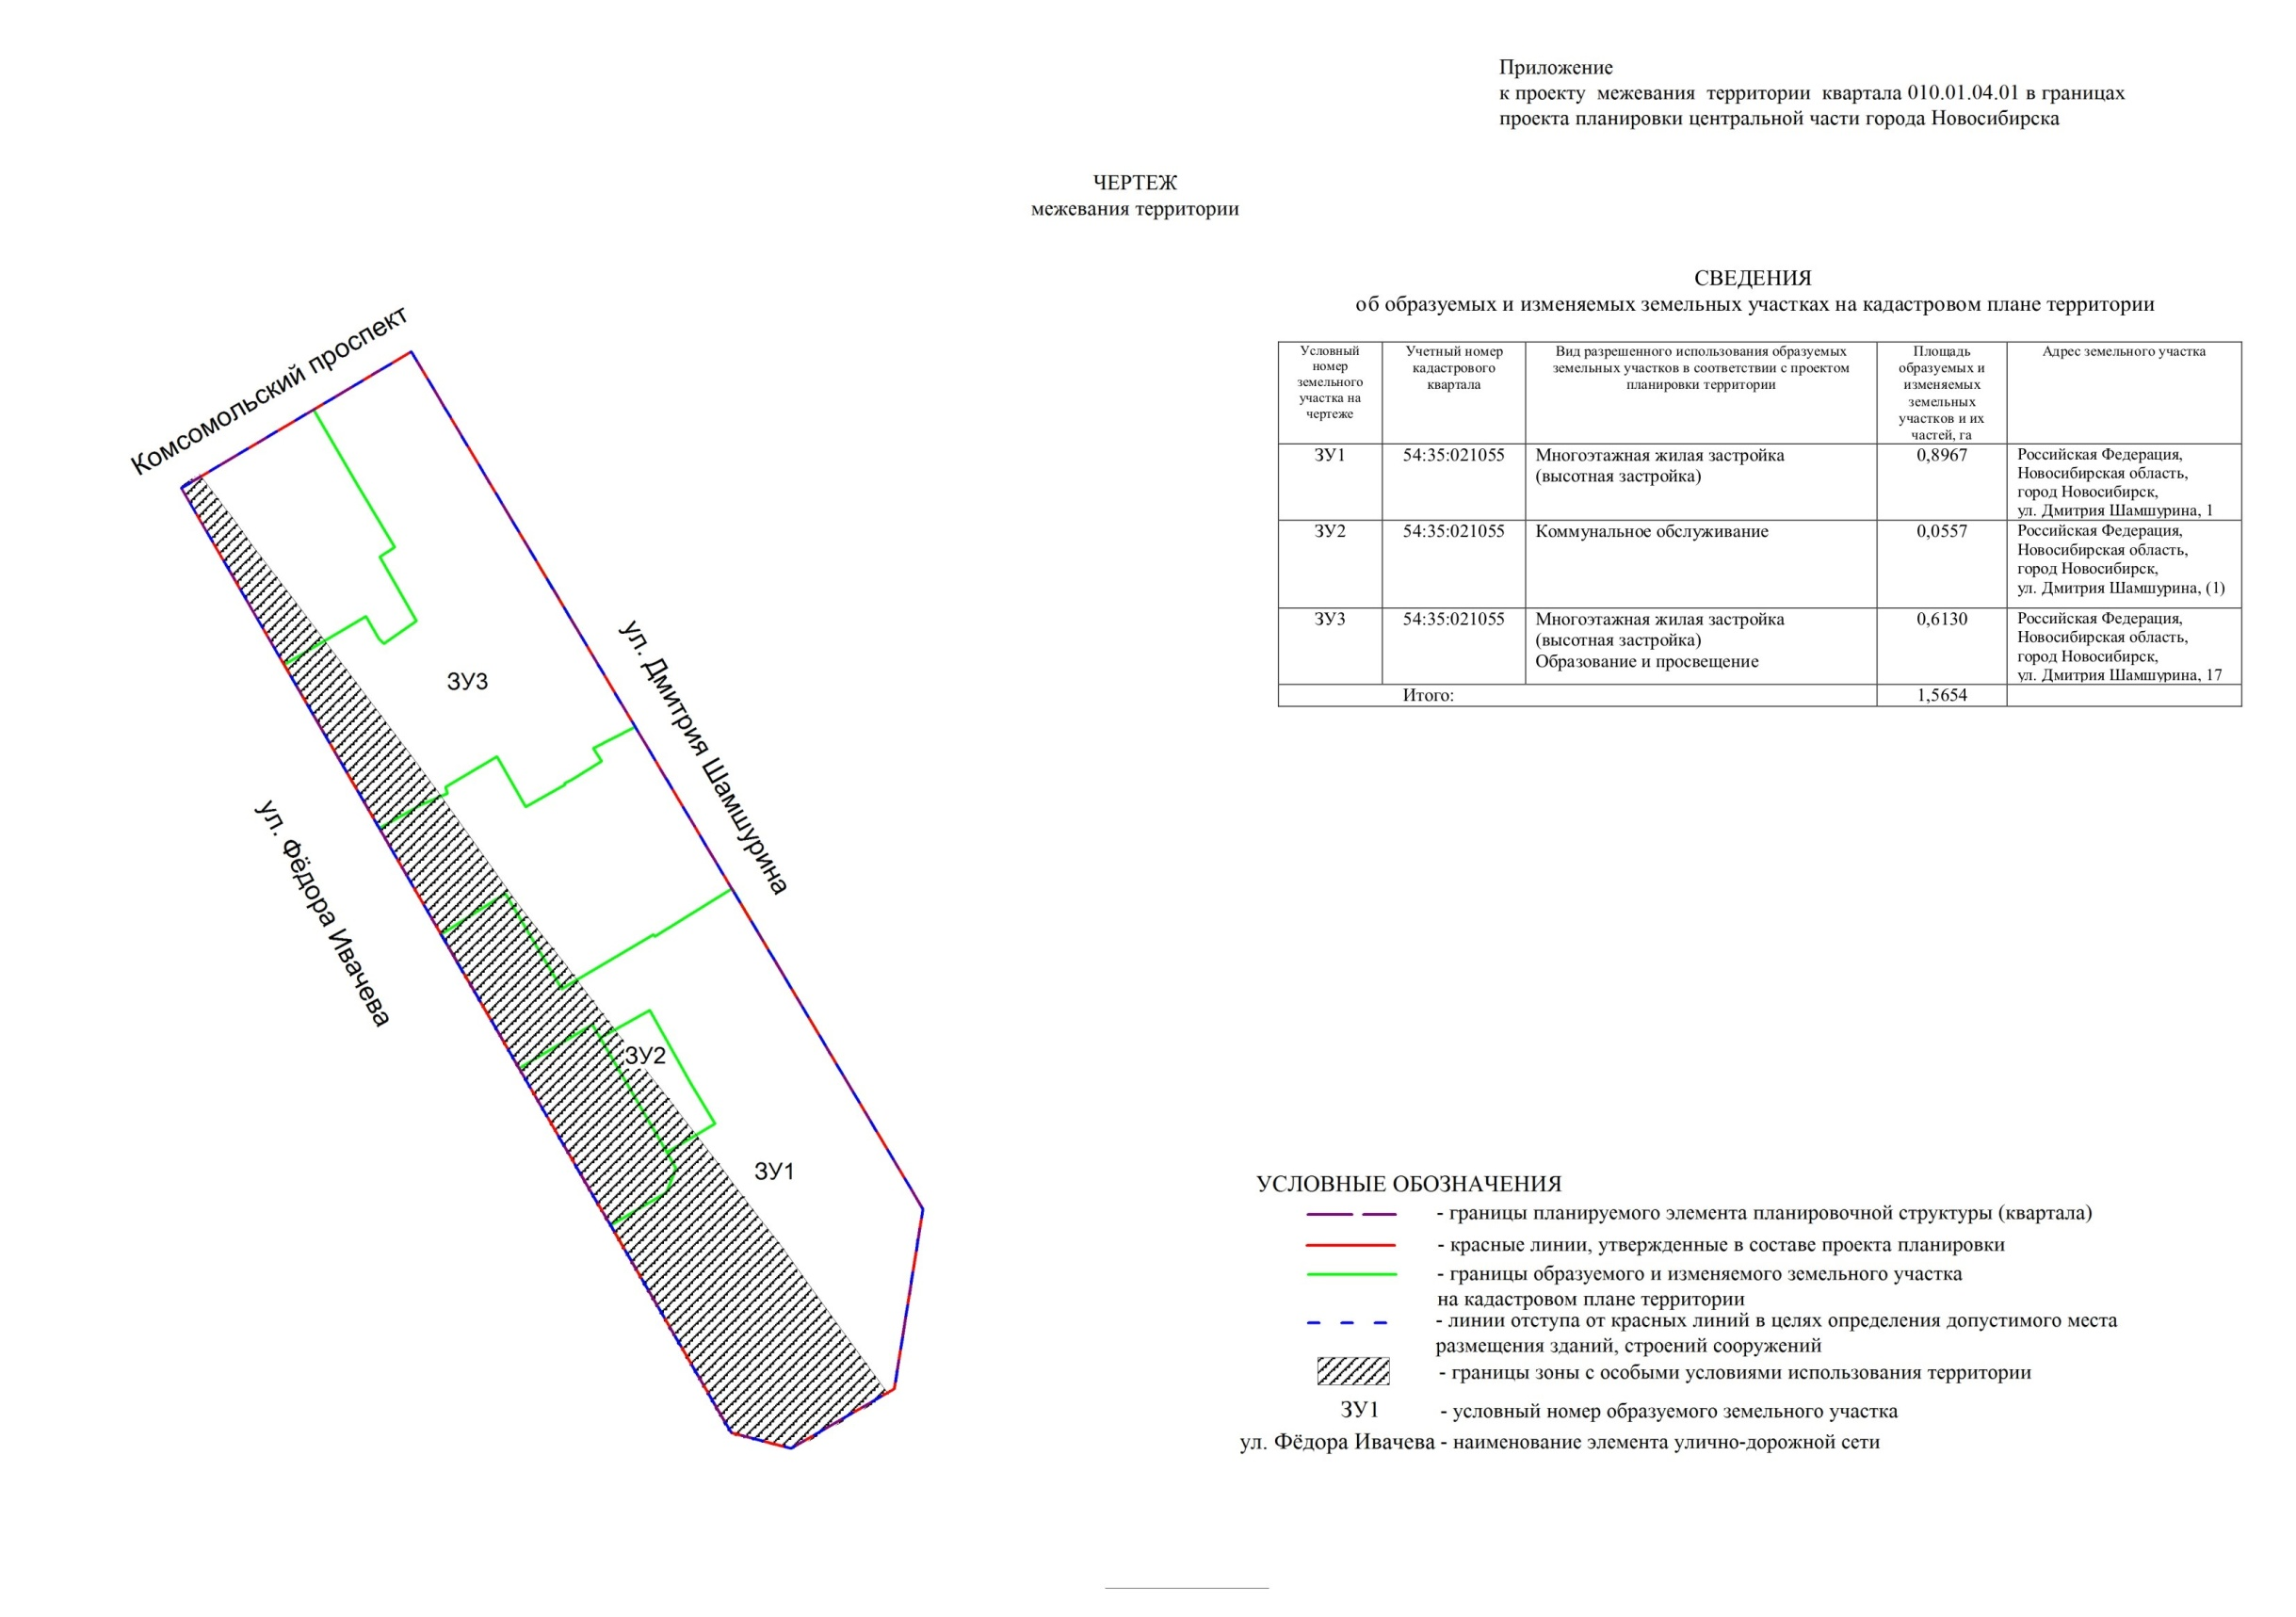 Приложение
к проекту межевания территории квартала 010.01.04.01 в границах
проекта планировки центральной части города Новосибирска
ЧЕРТЕЖ
межевания территории
СВЕДЕНИЯ
об образуемых и изменяемых земельных участках на кадастровом плане территории
Условный
номер
земельного
участка на
чертеже
Учетный номер
кадастрового
квартала
Вид разрешенного использования образуемых
земельных участков в соответствии с проектом
планировки территории
Площадь
образуемых и
изменяемых
земельных
участков и их
частей, га
Адрес земельного участка
ЗУ1
54:35:021055
Многоэтажная жилая застройка
(высотная застройка)
0,8967
Российская Федерация,
Новосибирская область,
город Новосибирск,
ул. Дмитрия Шамшурина, 1
ЗУ2
54:35:021055
Коммунальное обслуживание
0,0557
Российская Федерация,
Новосибирская область,
город Новосибирск,
ул. Дмитрия Шамшурина, (1)
ЗУ3
54:35:021055
Многоэтажная жилая застройка
(высотная застройка)
Образование и просвещение
0,6130
Российская Федерация,
Новосибирская область,
город Новосибирск,
ул. Дмитрия Шамшурина, 17
Итого:
1,5654
Комсомольский проспект
ул. Дмитрия Шамшурина
ул. Фёдора Ивачева
ЗУ3
ЗУ2
ЗУ1
УСЛОВНЫЕ ОБОЗНАЧЕНИЯ
- границы планируемого элемента планировочной структуры (квартала)
- красные линии, утвержденные в составе проекта планировки
- границы образуемого и изменяемого земельного участка
на кадастровом плане территории
- линии отступа от красных линий в целях определения допустимого места
размещения зданий, строений сооружений
- границы зоны с особыми условиями использования территории
ЗУ1 - условный номер образуемого земельного участка
ул. Фёдора Ивачева - наименование элемента улично-дорожной сети